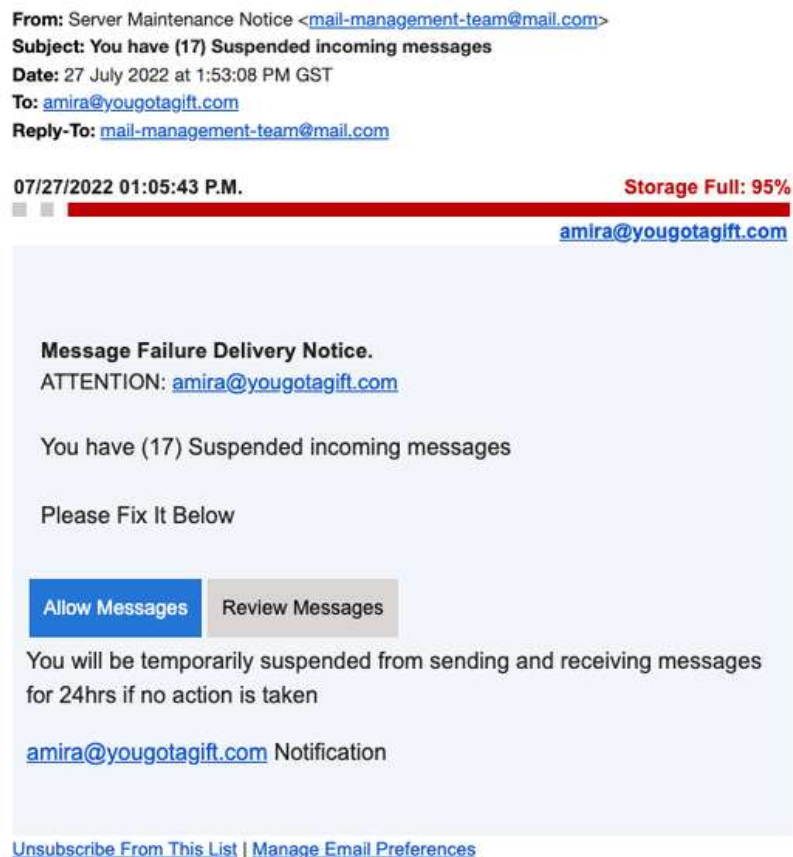 From: Server Maintenance Notice <mail-management-team@mail.com>
Subject: You have (17) Suspended incoming messages
Date: 27 July 2022 at 1:53:08 PM GST
To: amira@yougotagift.com
Reply-To: mail-management-team@mail.com
07/27/2022 01:05:43 P.M. Storage Full: 95%
amira@yougotagift.com
Message Failure Delivery Notice.
ATTENTION: amira@yougotagift.com
You have (17) Suspended incoming messages
Please Fix It Below
Allow Messages Review Messages
You will be temporarily suspended from sending and receiving messages
for 24hrs if no action is taken
amira@yougotagift.com Notification
Unsubscribe From This List | Manage Email Preferences